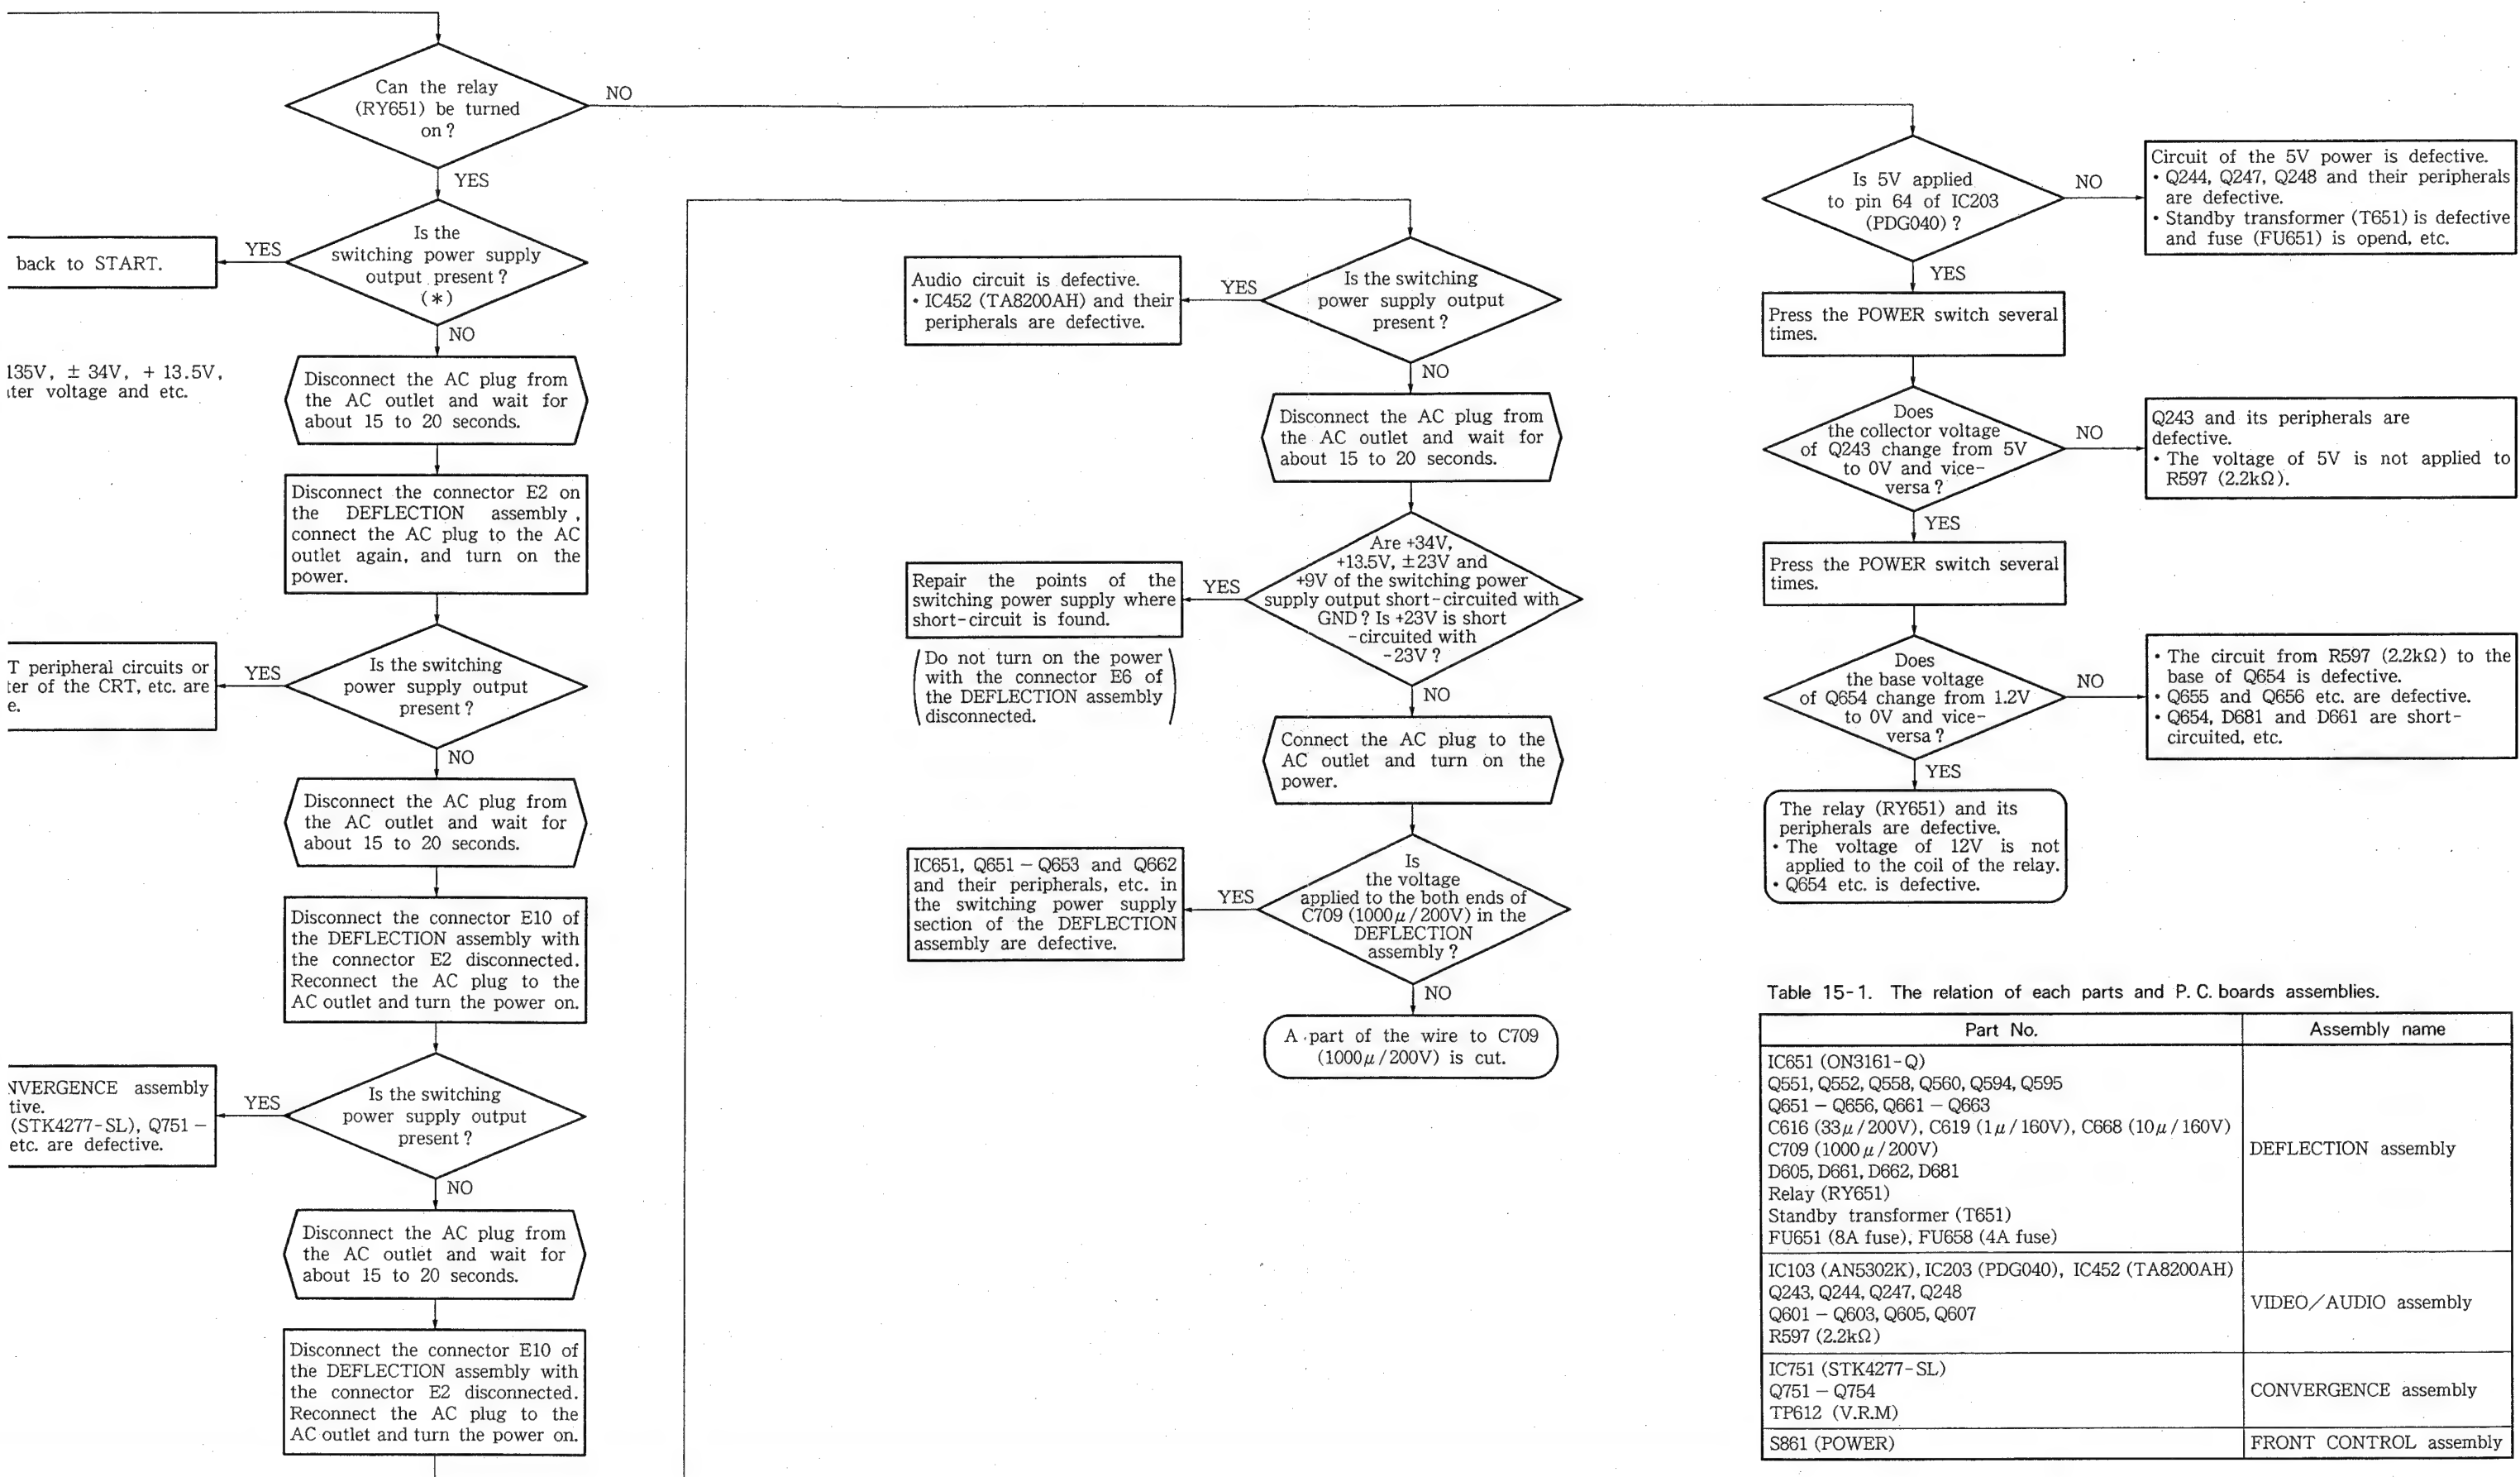 Can the relay
(RY651) be turned
on ?
NO
YES
Is the
switching power supply
output present ?
(*)
YES
back to START.
NO
135V, ± 34V, + 13.5V,
voltage and etc.
Disconnect the AC plug from
the AC outlet and wait for
about 15 to 20 seconds.
Disconnect the connector E2 on
the DEFLECTION assembly ,
connect the AC plug to the AC
outlet again, and turn on the
power.
Is the switching
power supply output
present ?
YES
T peripheral circuits or
ter of the CRT, etc. are
e.
NO
Disconnect the AC plug from
the AC outlet and wait for
about 15 to 20 seconds.
Disconnect the connector E10 of
the DEFLECTION assembly with
the connector E2 disconnected.
Reconnect the AC plug to the
AC outlet and turn the power on.
Is the switching
power supply output
present ?
YES
NVERGENCE assembly
tive.
(STK4277-SL), Q751 –
etc. are defective.
NO
Disconnect the AC plug from
the AC outlet and wait for
about 15 to 20 seconds.
Disconnect the connector E10 of
the DEFLECTION assembly with
the connector E2 disconnected.
Reconnect the AC plug to the
AC outlet and turn the power on.
Is the switching
power supply output
present ?
YES
Audio circuit is defective.
• IC452 (TA8200AH) and their
peripherals are defective.
NO
Disconnect the AC plug from
the AC outlet and wait for
about 15 to 20 seconds.
Are +34V,
+13.5V, ±23V and
+9V of the switching power
supply output short-circuited with
GND ? Is +23V is short
-circuited with
-23V ?
YES
Repair the points of the
switching power supply where
short-circuit is found.
(Do not turn on the power
with the connector E6 of
the DEFLECTION assembly
disconnected.)
NO
Connect the AC plug to the
AC outlet and turn on the
power.
Is
the voltage
applied to the both ends of
C709 (1000μ/200V) in the
DEFLECTION
assembly ?
YES
IC651, Q651 – Q653 and Q662
and their peripherals, etc. in
the switching power supply
section of the DEFLECTION
assembly are defective.
NO
A part of the wire to C709
(1000μ/200V) is cut.
Is 5V applied
to pin 64 of IC203
(PDG040) ?
NO
Circuit of the 5V power is defective.
• Q244, Q247, Q248 and their peripherals
are defective.
• Standby transformer (T651) is defective
and fuse (FU651) is opend, etc.
YES
Press the POWER switch several
times.
Does
the collector voltage
of Q243 change from 5V
to 0V and vice-
versa ?
NO
Q243 and its peripherals are
defective.
• The voltage of 5V is not applied to
R597 (2.2kΩ).
YES
Press the POWER switch several
times.
Does
the base voltage
of Q654 change from 1.2V
to 0V and vice-
versa ?
NO
• The circuit from R597 (2.2kΩ) to the
base of Q654 is defective.
• Q655 and Q656 etc. are defective.
• Q654, D681 and D661 are short-
circuited, etc.
YES
The relay (RY651) and its
peripherals are defective.
• The voltage of 12V is not
applied to the coil of the relay.
• Q654 etc. is defective.
Table 15-1. The relation of each parts and P. C. boards assemblies.
Part No. Assembly name
IC651 (ON3161-Q)
Q551, Q552, Q558, Q560, Q594, Q595
Q651 – Q656, Q661 – Q663
C616 (33μ/200V), C619 (1μ/160V), C668 (10μ/160V)
C709 (1000μ/200V)
DEFLECTION assembly
D605, D661, D662, D681
Relay (RY651)
Standby transformer (T651)
FU651 (8A fuse), FU658 (4A fuse)
IC103 (AN5302K), IC203 (PDG040), IC452 (TA8200AH)
Q243, Q244, Q247, Q248
VIDEO/AUDIO assembly
Q601 – Q603, Q605, Q607
R597 (2.2kΩ)
IC751 (STK4277-SL)
Q751 – Q754
CONVERGENCE assembly
TP612 (V.R.M)
S861 (POWER) FRONT CONTROL assembly